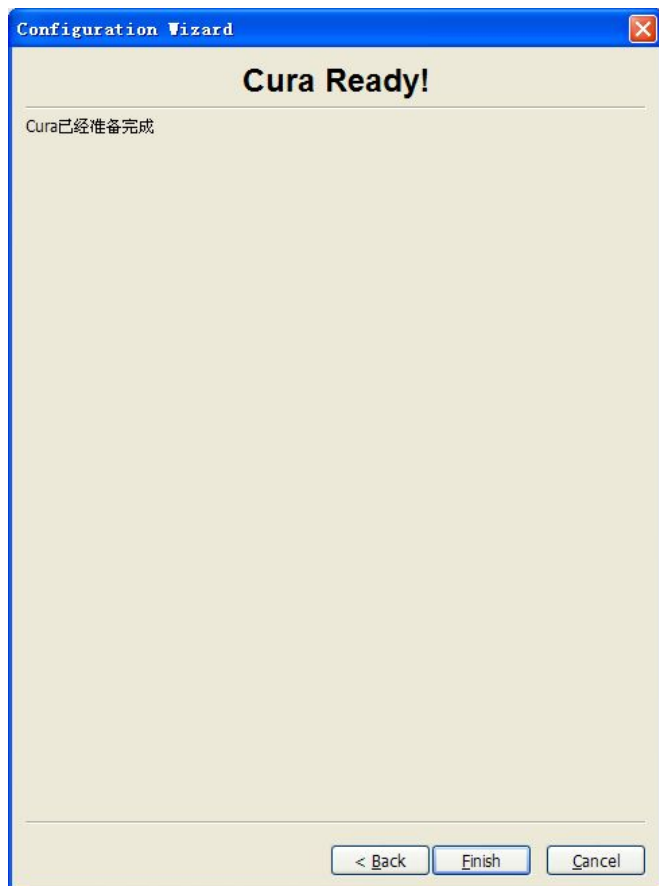 Configuration Wizard
Cura Ready!
Cura已经准备完成
< Back
Finish
Cancel